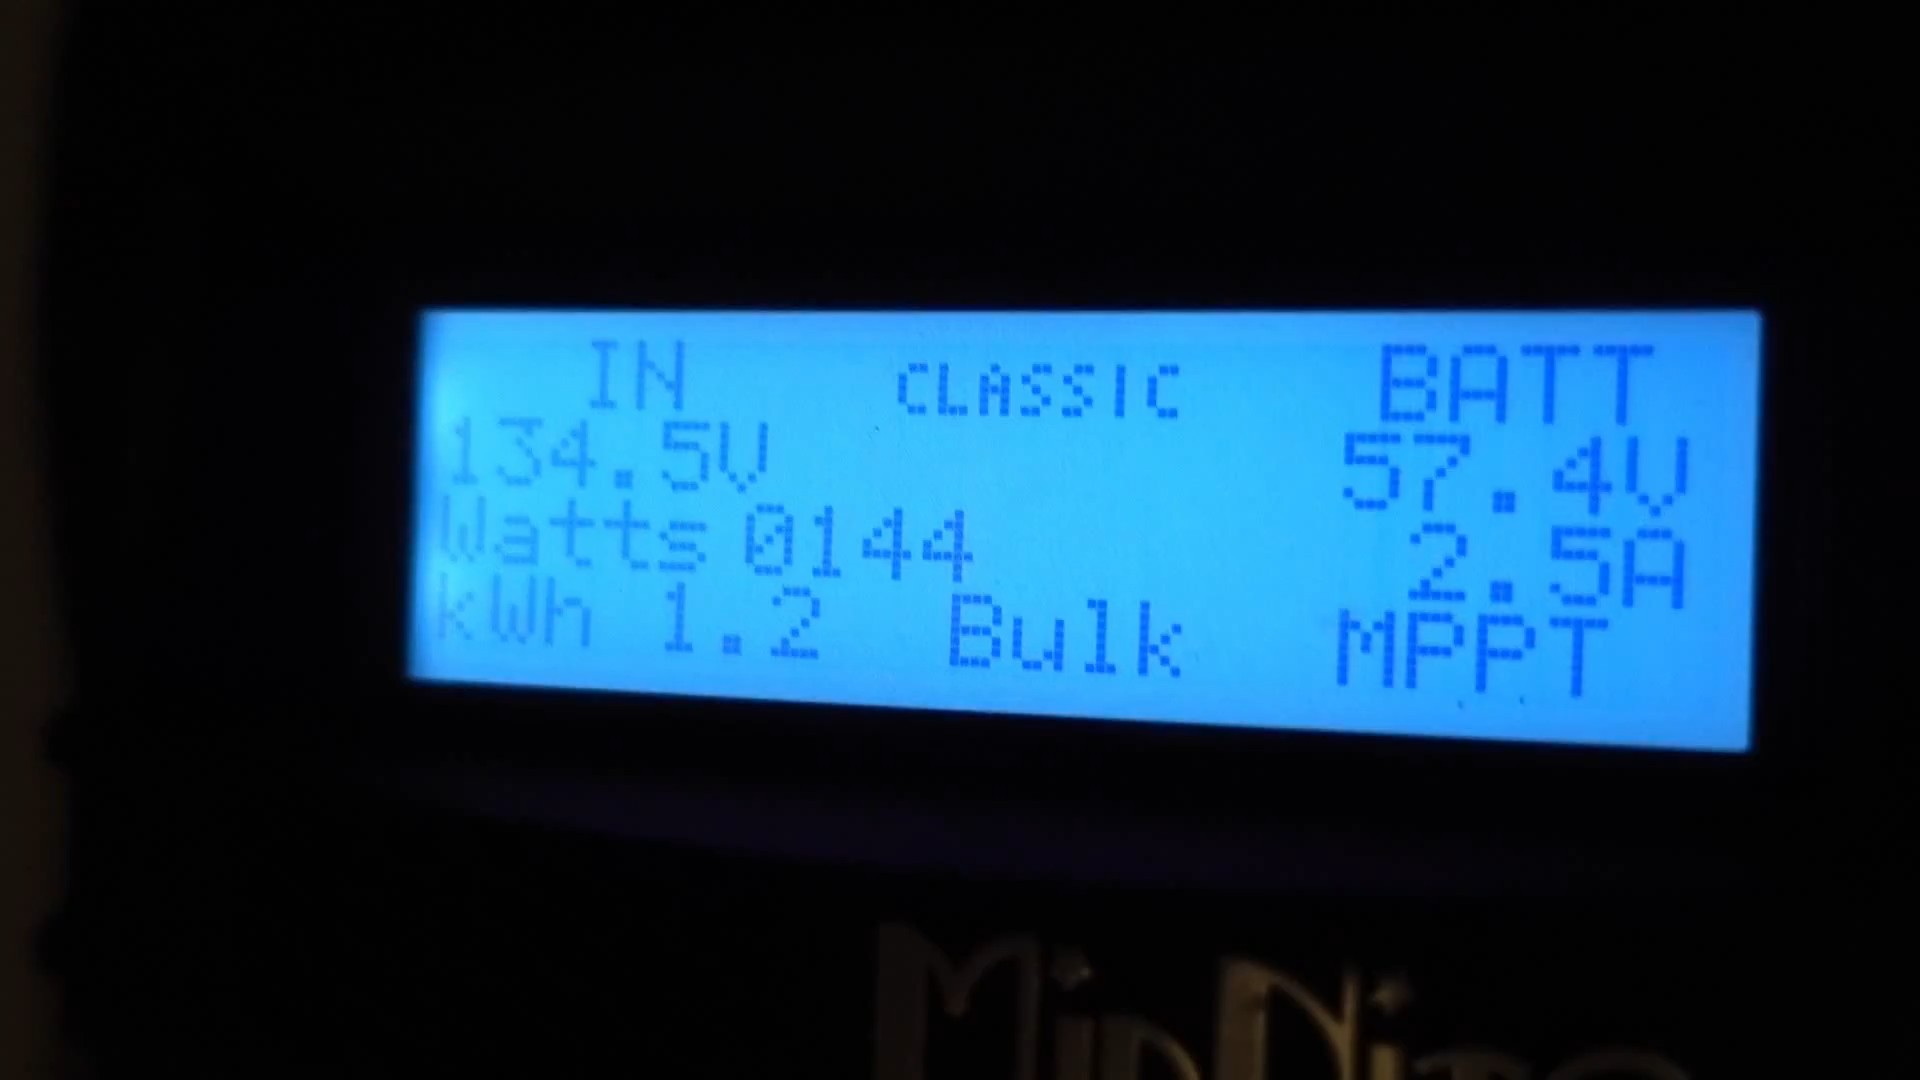 IN CLASSIC BATT
134.5V 57.4V
Watts 0144 2.5A
kWh 1.2 Bulk MPPT